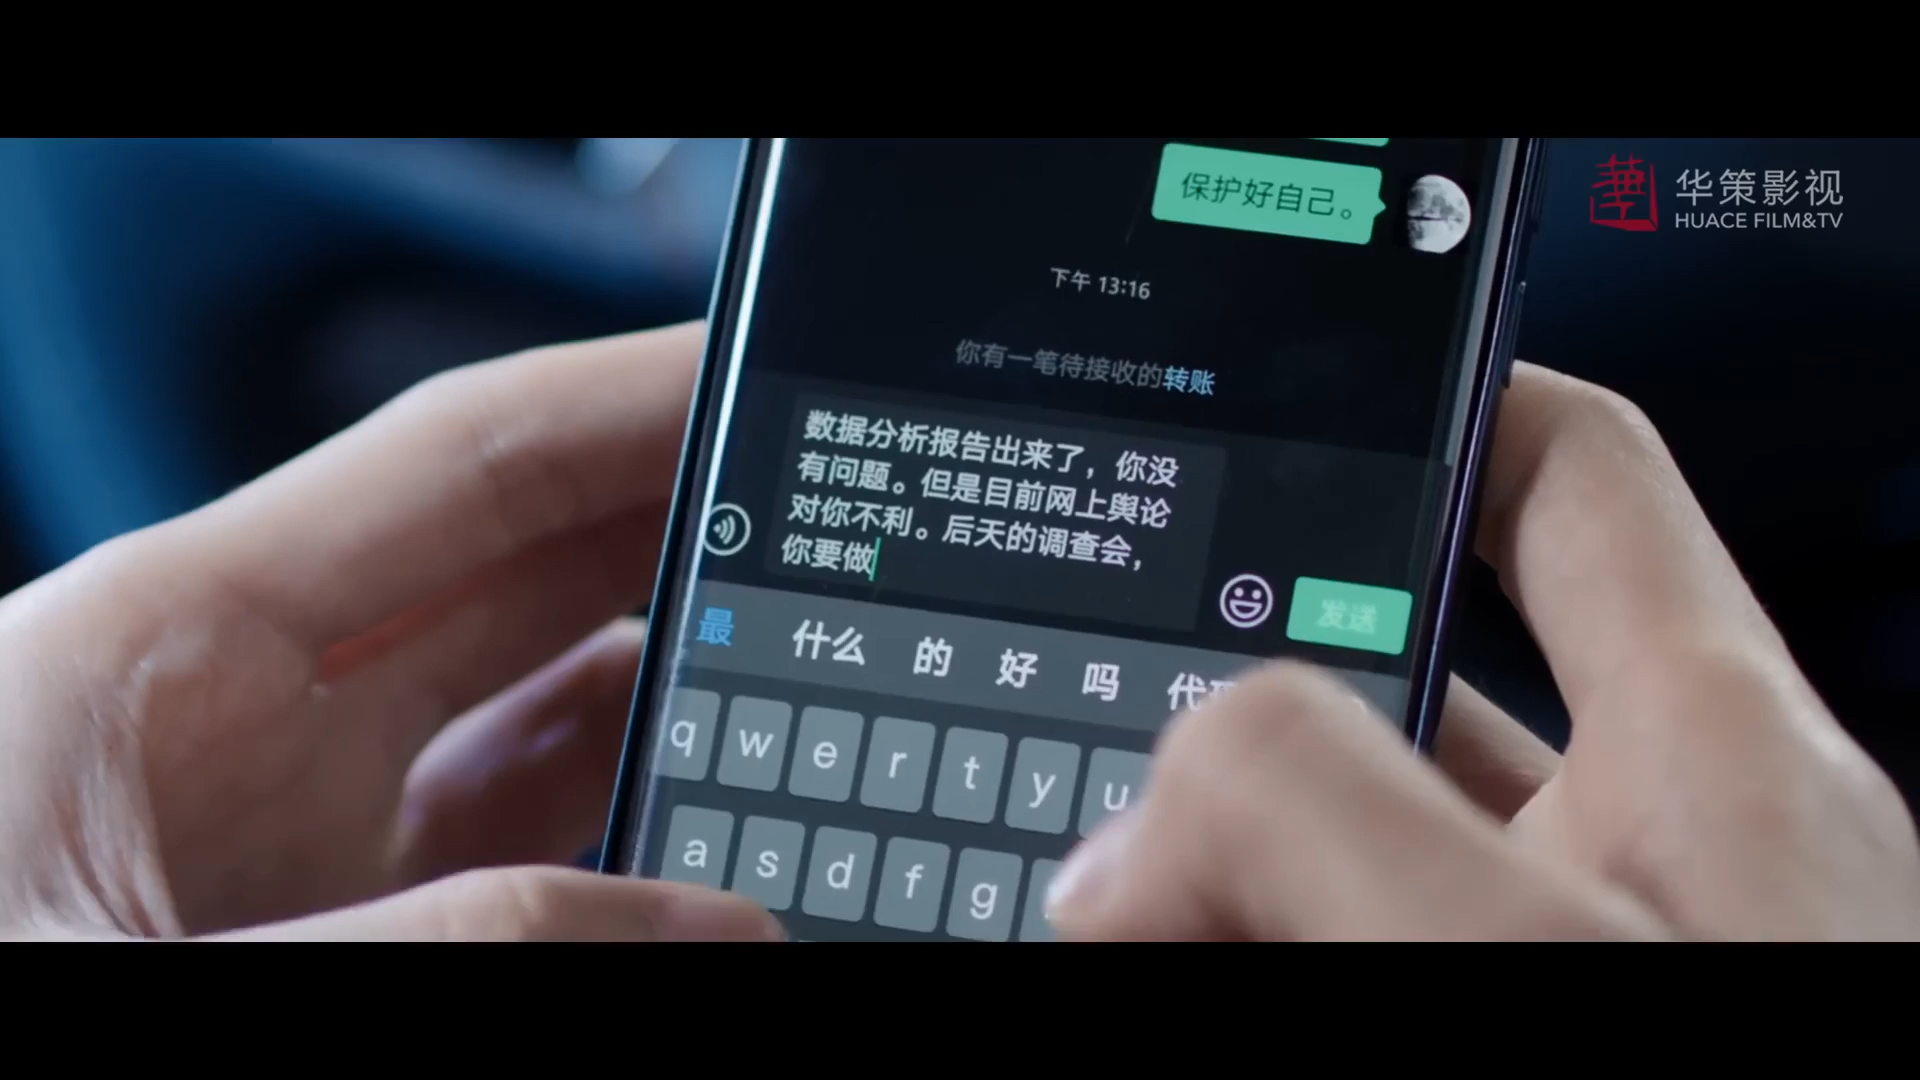 華
华策影视
HUACE FILM&TV
保护好自己。
下午 13:16
你有一笔待接收的转账
数据分析报告出来了，你没
有问题。但是目前网上舆论
对你不利。后天的调查会，
你要做
发送
最 什么 的 好 吗
q w e r t y u
a s d f g